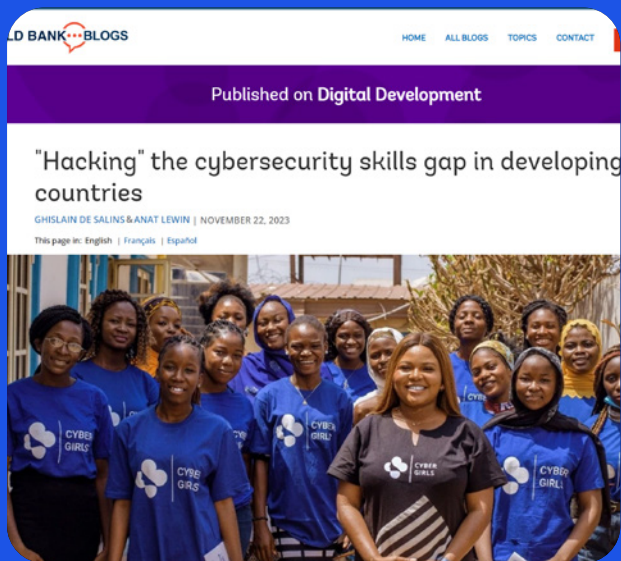 LD BANK BLOGS
HOME ALL BLOGS TOPICS CONTACT
Published on Digital Development
"Hacking" the cybersecurity skills gap in developing
countries
GHISLAIN DE SALINS & ANAT LEWIN | NOVEMBER 22, 2023
This page in: English | Français | Español
CYBER
GIRLS
CYBER
GIRLS
CYBER
GIRLS
CYBER
GIRLS
CYBER
GIRLS